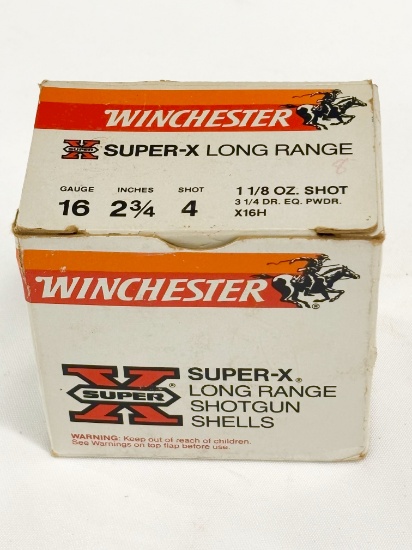 WINCHESTER
X SUPER SUPER-X LONG RANGE
8
GAUGE INCHES SHOT 1 1/8 OZ. SHOT
16 2¾ 4 3 1/4 DR. EQ. PWDR.
X16H
WINCHESTER®
X SUPER®
SUPER-X®
LONG RANGE
SHOTGUN
SHELLS
WARNING: Keep out of reach of children.
See Warnings on top flap before use.